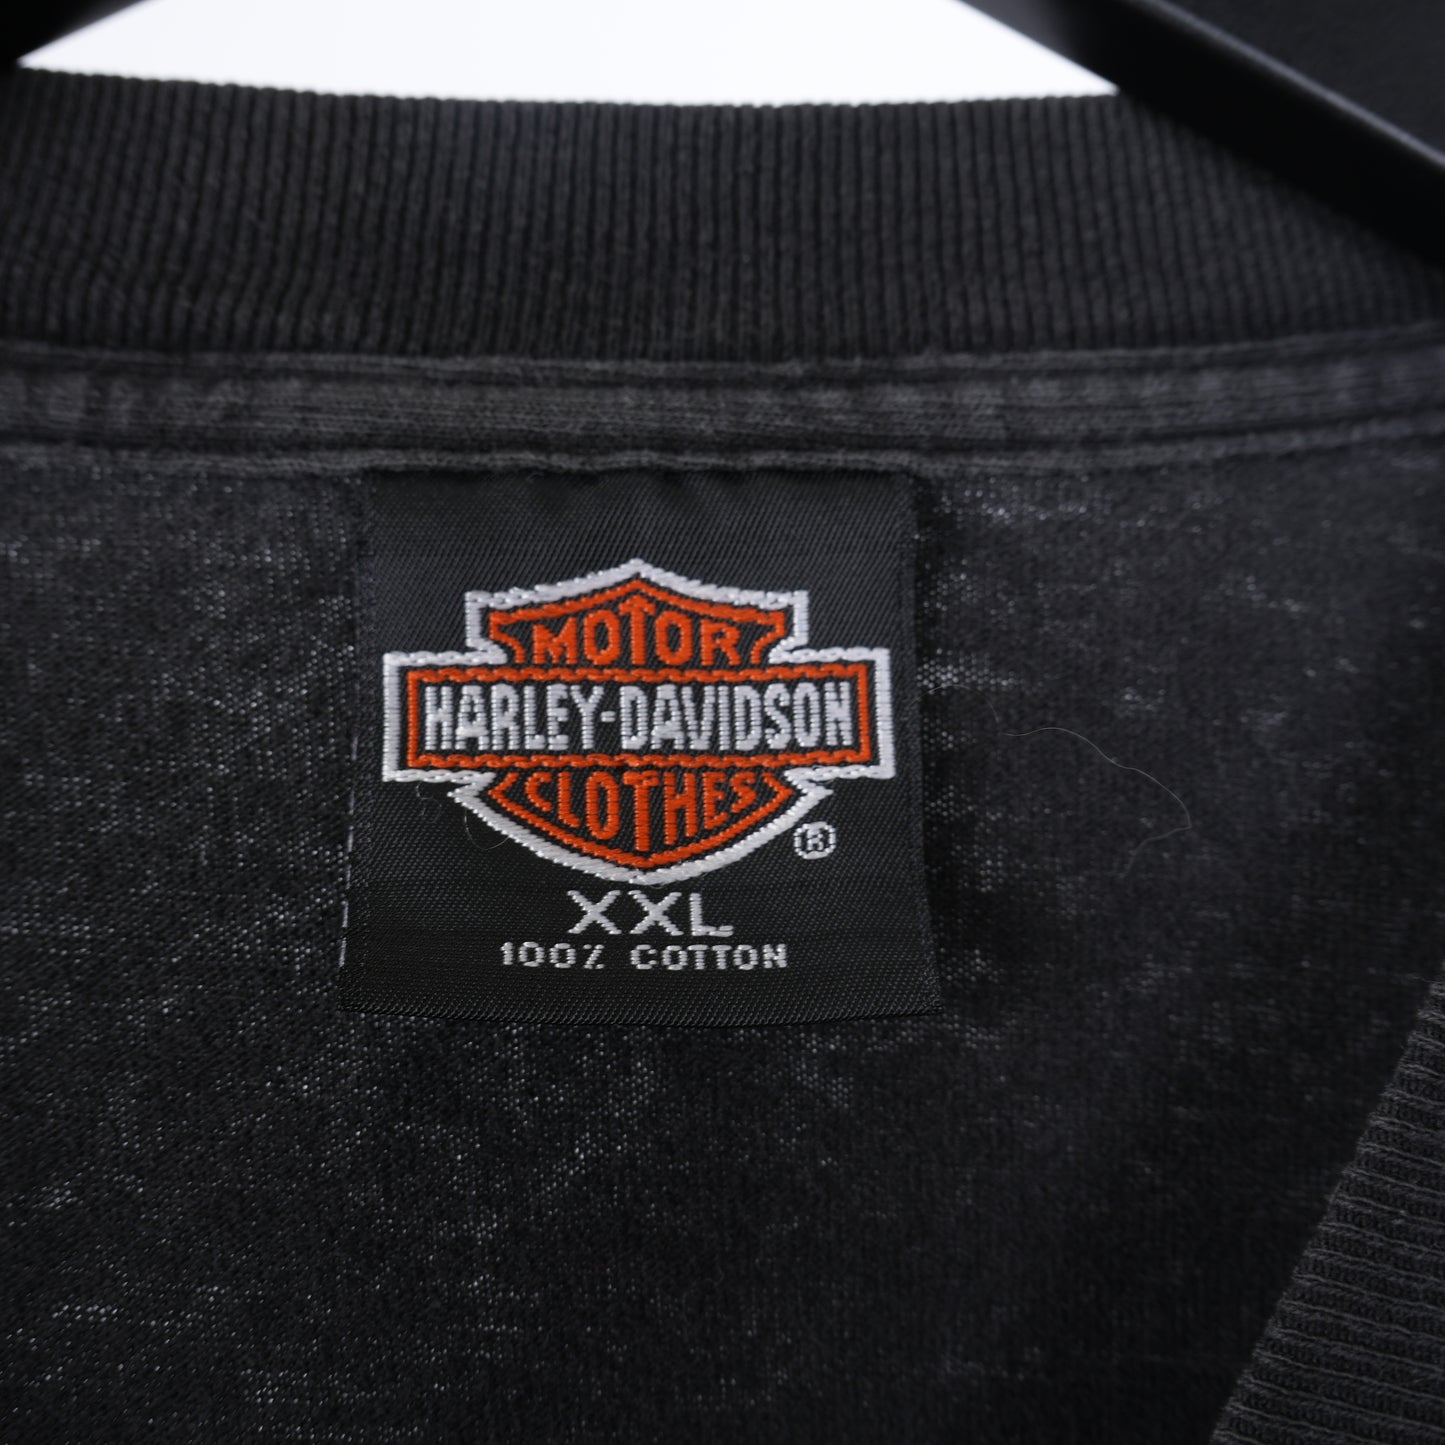 MOTOR
HARLEY-DAVIDSON
CLOTHES
®
XXL
100% COTTON